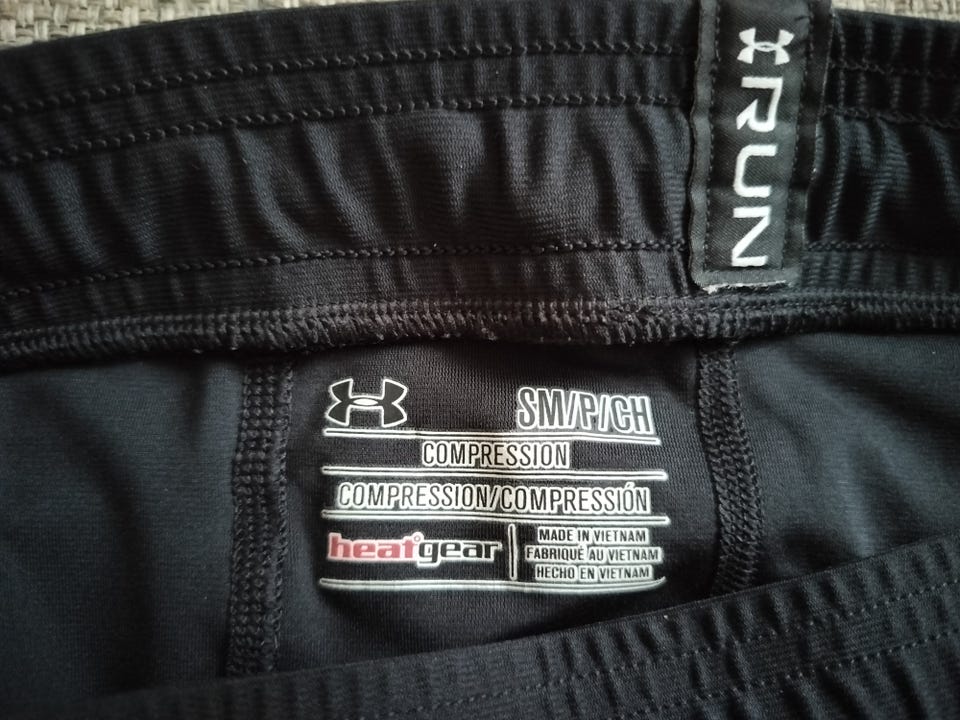 RUN
SM/P/CH
COMPRESSION
COMPRESSION/COMPRESSIÓN
heatgear
MADE IN VIETNAM
FABRIQUÉ AU VIETNAM
HECHO EN VIETNAM